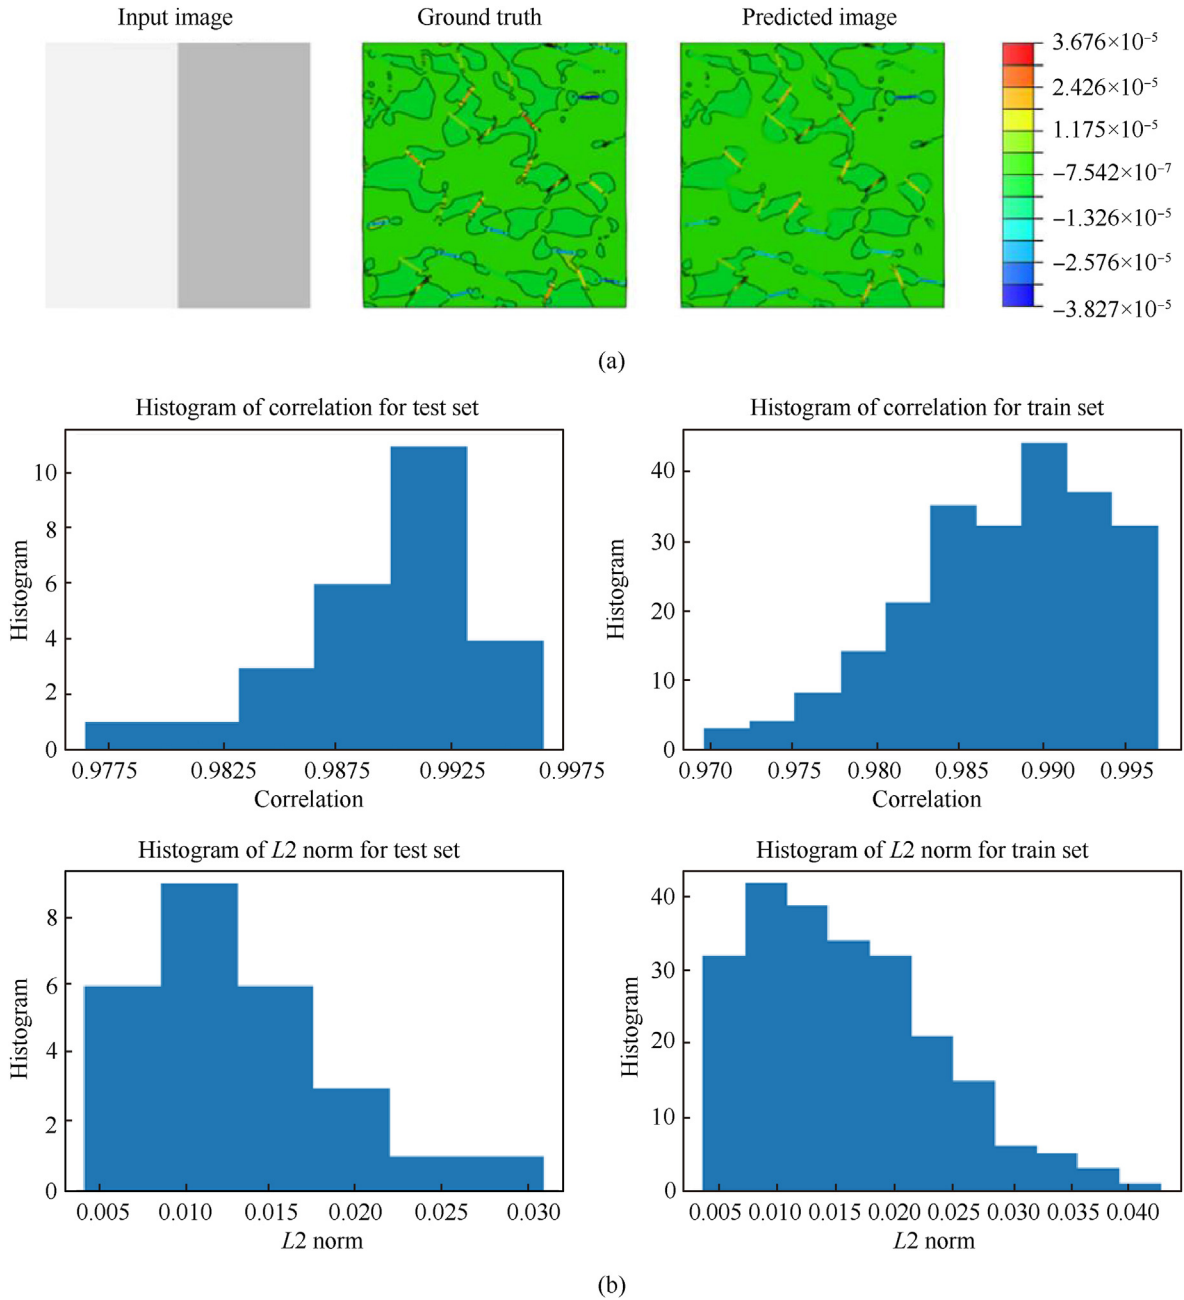 Input image
Ground truth
Predicted image
3.676×10⁻⁵
2.426×10⁻⁵
1.175×10⁻⁵
−7.542×10⁻⁷
−1.326×10⁻⁵
−2.576×10⁻⁵
−3.827×10⁻⁵
(a)
Histogram of correlation for test set
Histogram
10
8
6
4
2
0
0.9775 0.9825 0.9875 0.9925 0.9975
Correlation
Histogram of correlation for train set
Histogram
40
30
20
10
0
0.970 0.975 0.980 0.985 0.990 0.995
Correlation
Histogram of L2 norm for test set
Histogram
8
6
4
2
0
0.005 0.010 0.015 0.020 0.025 0.030
L2 norm
Histogram of L2 norm for train set
Histogram
40
30
20
10
0
0.005 0.010 0.015 0.020 0.025 0.030 0.035 0.040
L2 norm
(b)